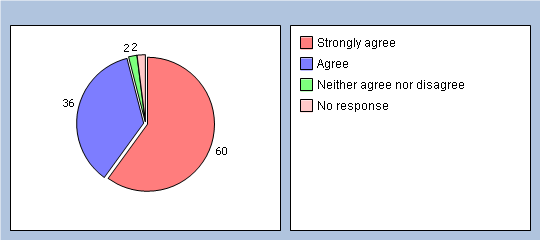 2 2
36
60
Strongly agree
Agree
Neither agree nor disagree
No response